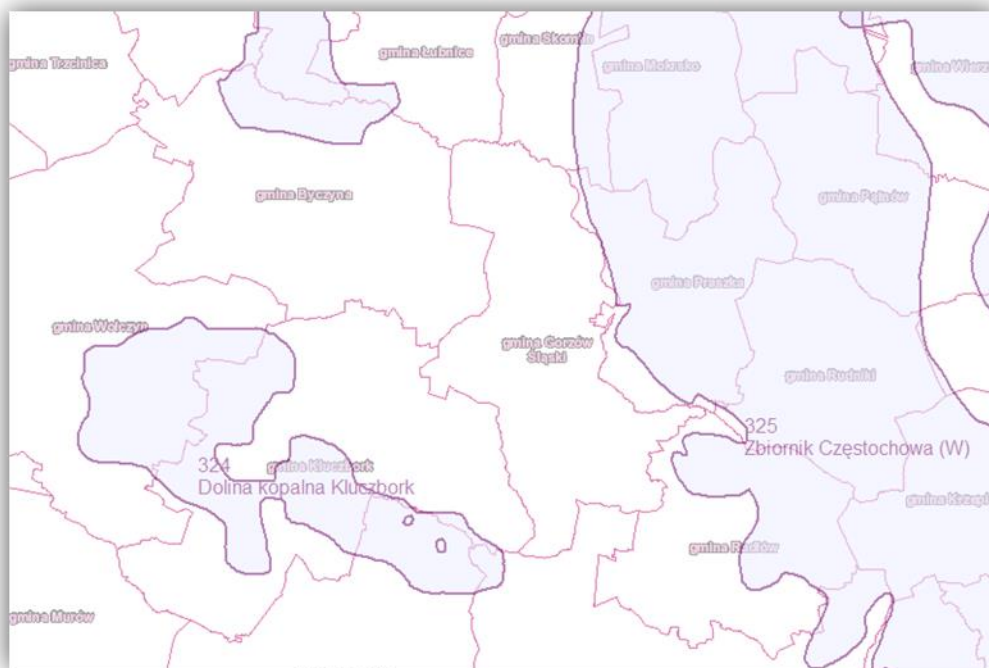 gmina Łubnice
gmina Skomlin
gmina Trzcinica
gmina Mokrsko
gmina Wierz
gmina Byczyna
gmina Pątnów
gmina Praszka
gmina Wołczyn
gmina Gorzów
Śląski
gmina Rudniki
325
Zbiornik Częstochowa (W)
324
gmina Kluczbork
Dolina kopalna Kluczbork
gmina Krzepi
gmina Radłów
gmina Murów